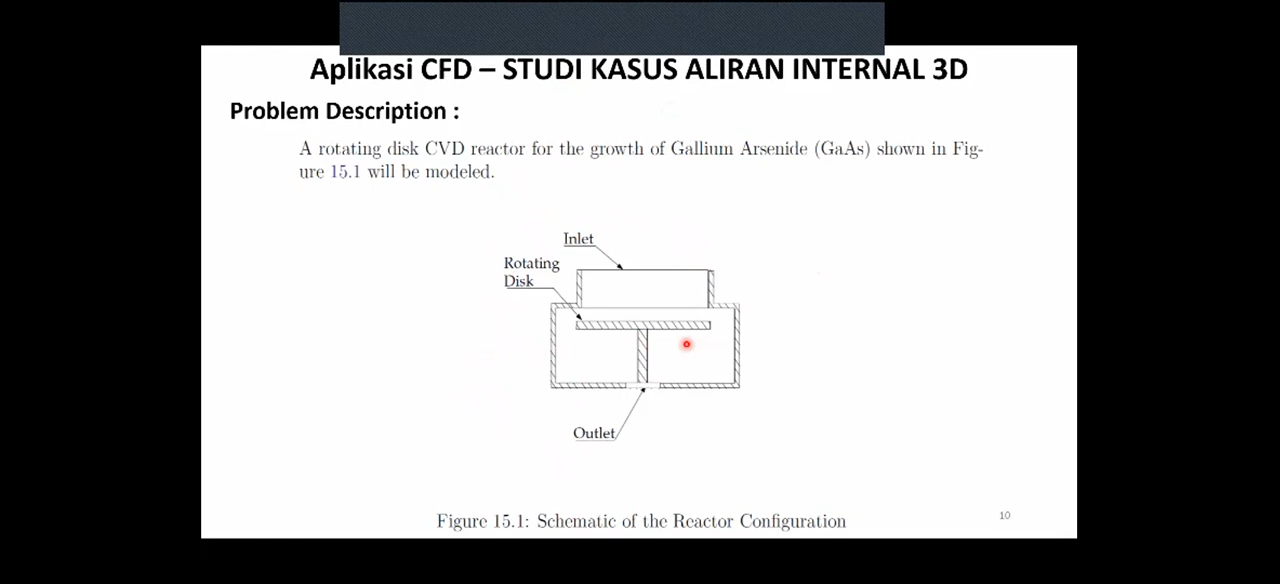 Aplikasi CFD – STUDI KASUS ALIRAN INTERNAL 3D
Problem Description :
A rotating disk CVD reactor for the growth of Gallium Arsenide (GaAs) shown in Fig-
ure 15.1 will be modeled.
Inlet
Rotating
Disk
Outlet
Figure 15.1: Schematic of the Reactor Configuration
10